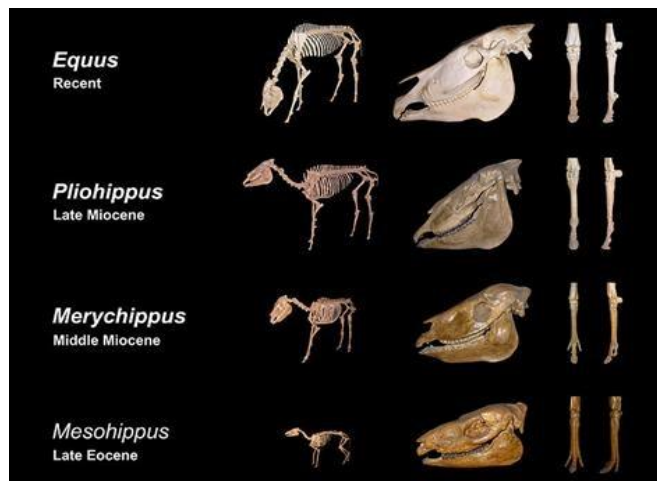 Equus
Recent
Pliohippus
Late Miocene
Merychippus
Middle Miocene
Mesohippus
Late Eocene